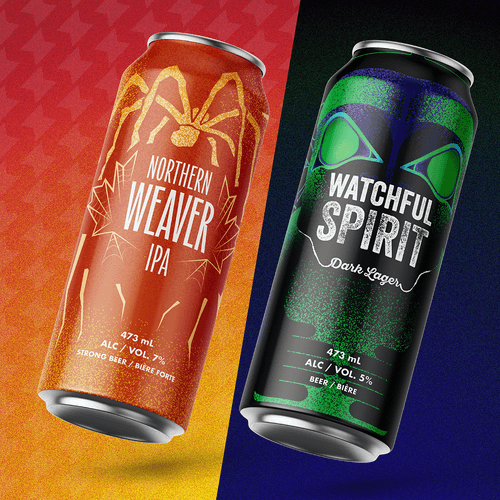 NORTHERN
WEAVER
IPA
473 mL
ALC / VOL. 7%
STRONG BEER / BIÈRE FORTE
WATCHFUL
SPIRIT
Dark Lager
473 mL
ALC / VOL. 5%
BEER / BIÈRE